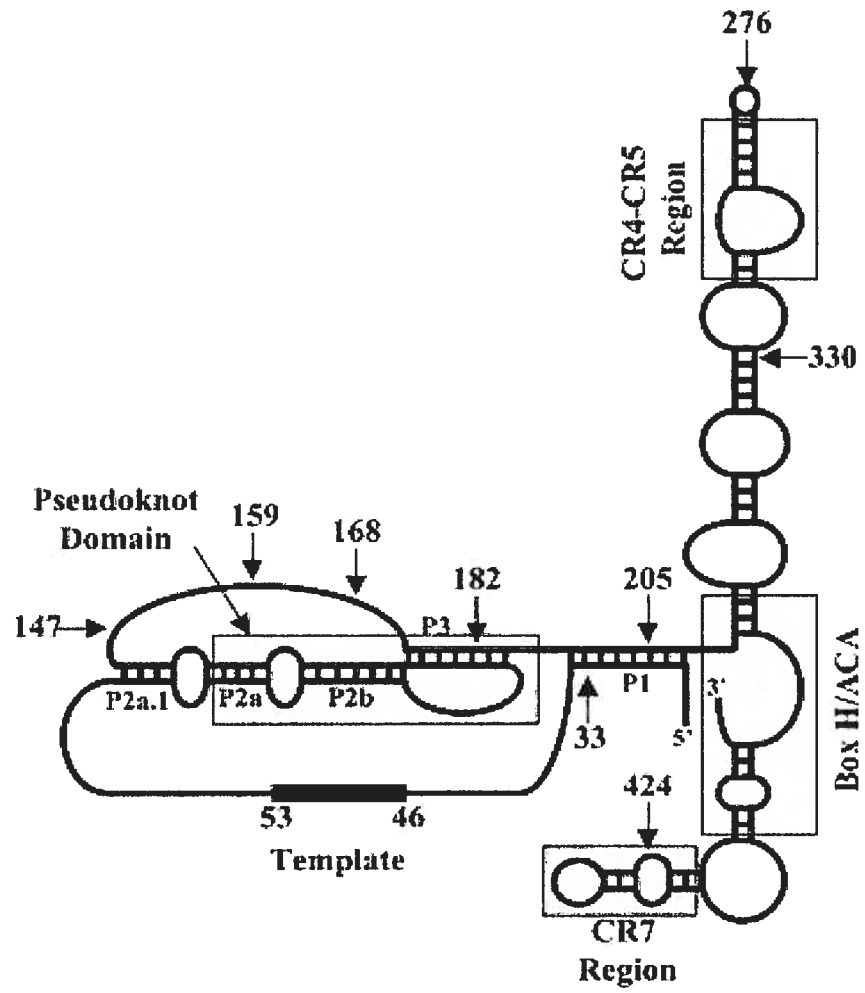 276
CR4-CR5
Region
330
Pseudoknot
Domain
159
168
182
205
147
P3
P2a.1
P2a
P2b
P1
3'
5'
33
Box H/ACA
53
46
Template
424
CR7
Region